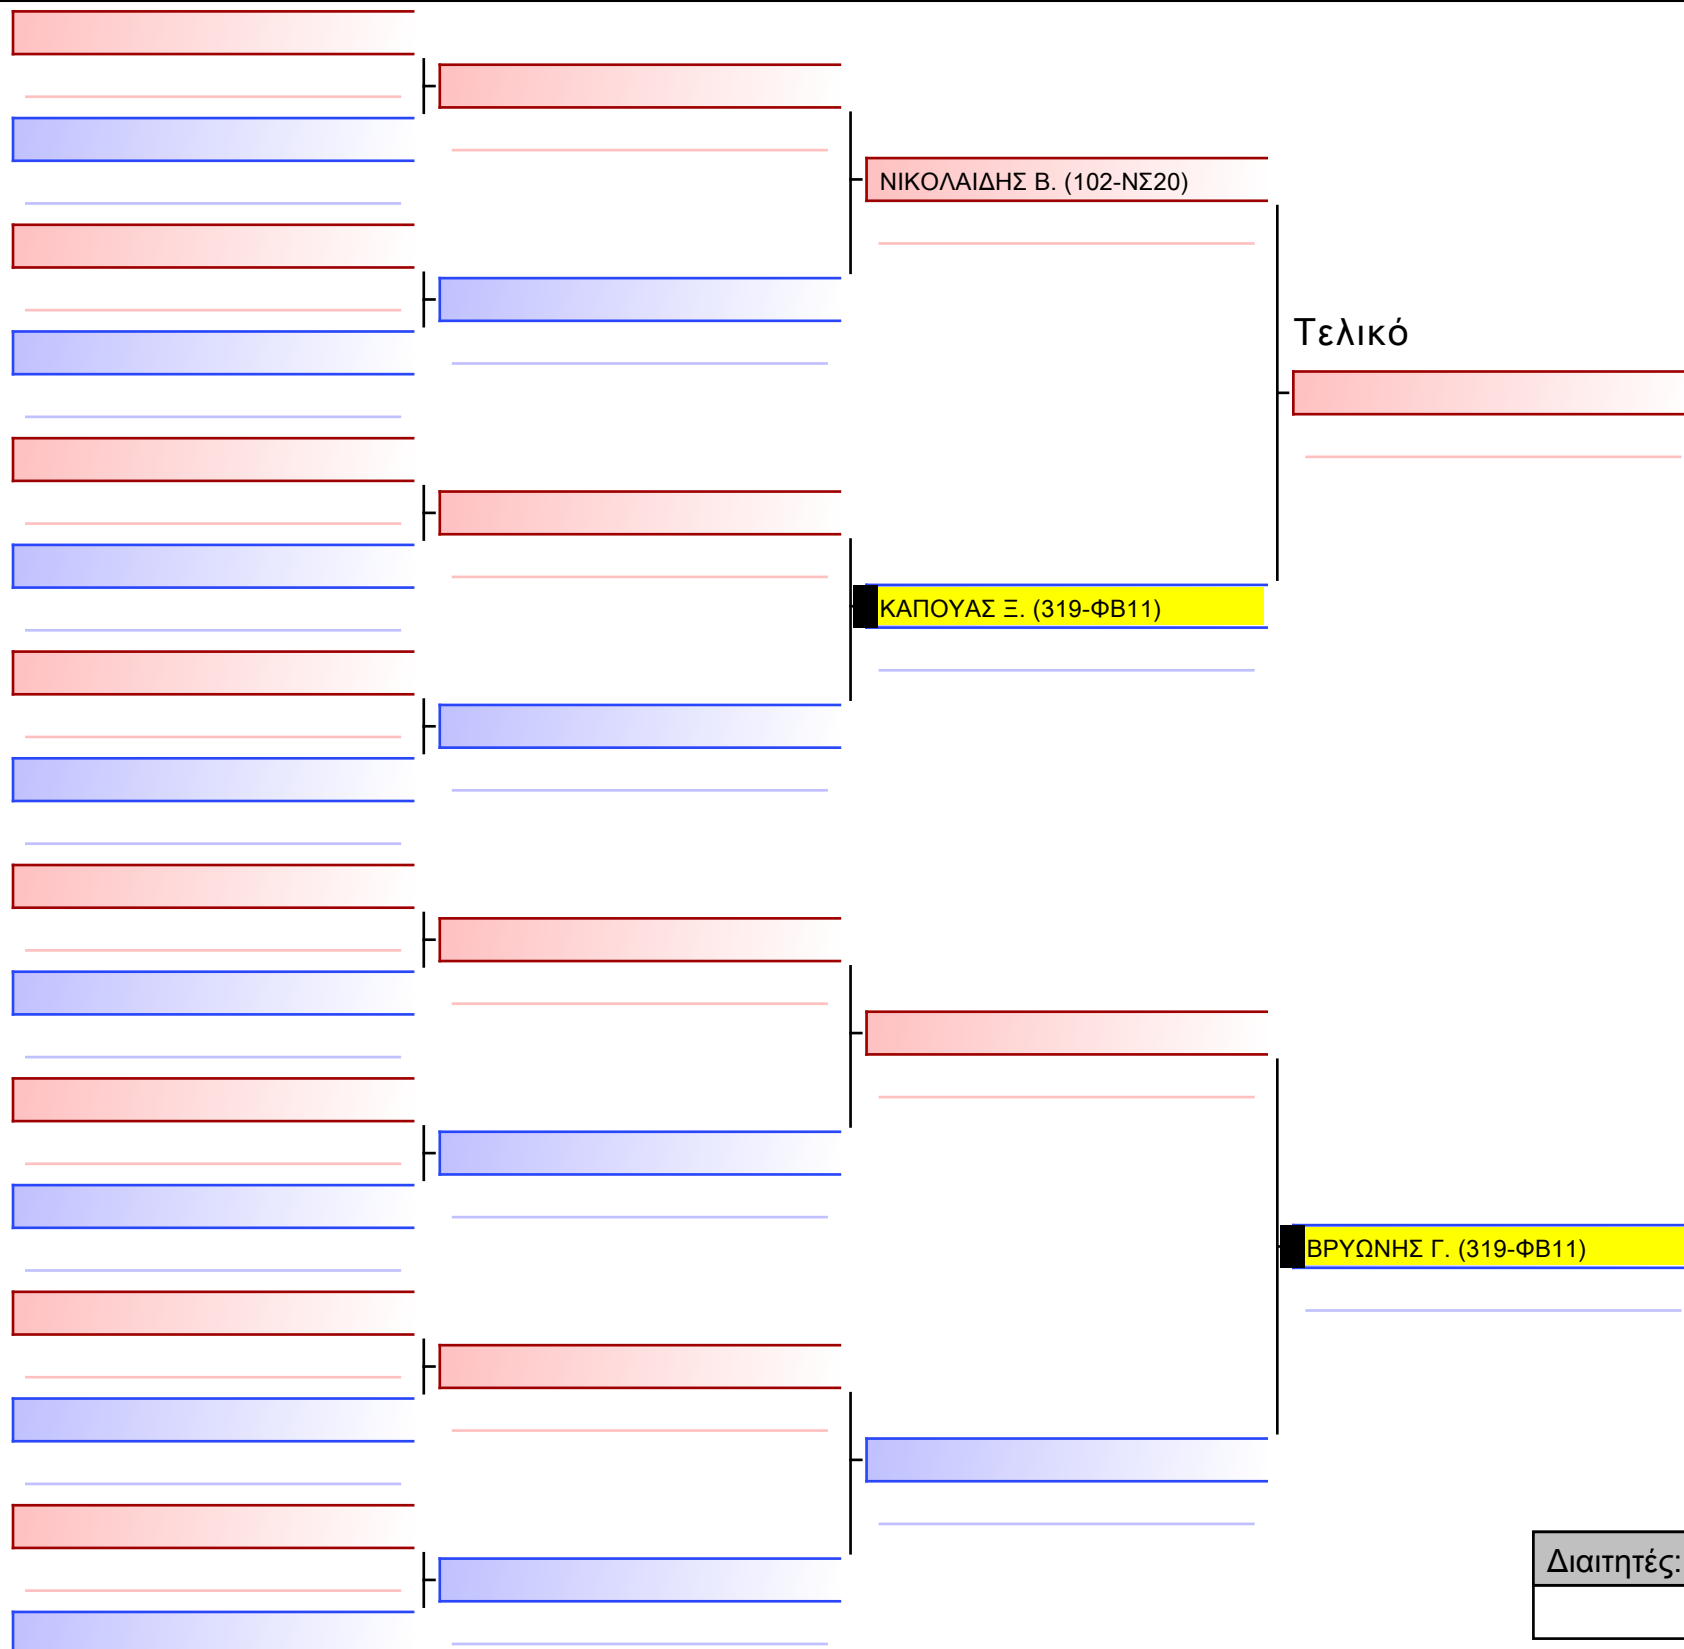 ΝΙΚΟΛΑΙΔΗΣ Β. (102-ΝΣ20)
Τελικό
ΚΑΠΟΥΑΣ Ξ. (319-ΦΒ11)
ΒΡΥΩΝΗΣ Γ. (319-ΦΒ11)
Διαιτητές: